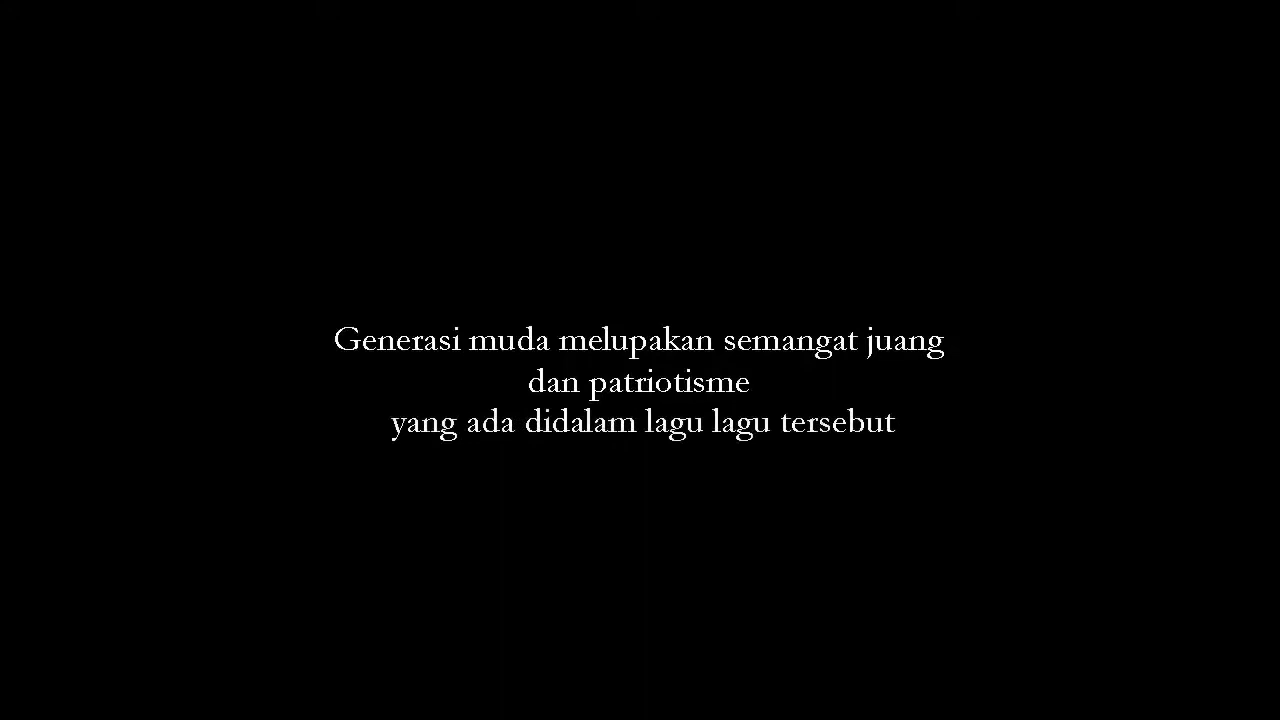 Generasi muda melupakan semangat juang
dan patriotisme
yang ada didalam lagu lagu tersebut